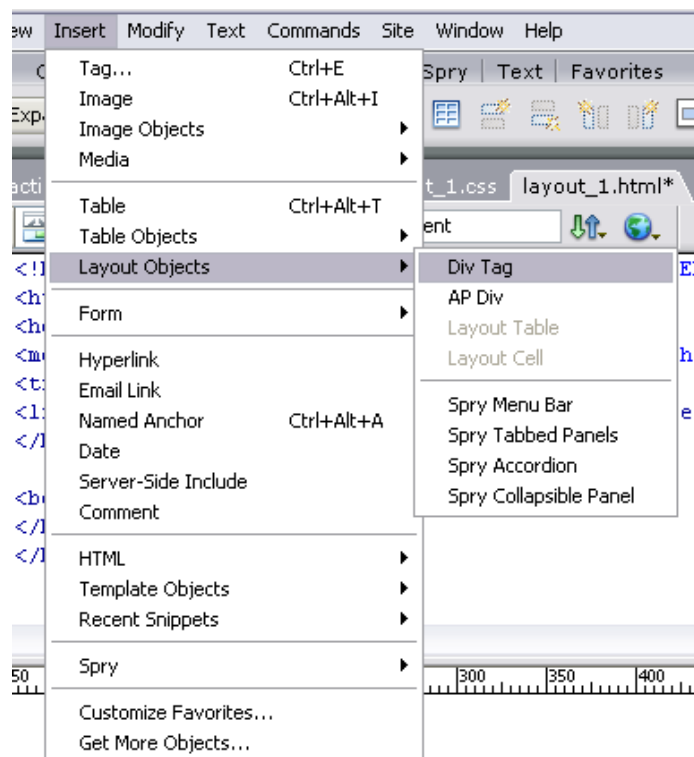 Insert Modify Text Commands Site Window Help
Spry Text Favorites
t_1.css layout_1.html*
Tag... Ctrl+E
Image Ctrl+Alt+I
Image Objects
Media
Table Ctrl+Alt+T
Table Objects
Layout Objects
Form
Hyperlink
Email Link
Named Anchor Ctrl+Alt+A
Date
Server-Side Include
Comment
HTML
Template Objects
Recent Snippets
Spry
Customize Favorites...
Get More Objects...
Div Tag
AP Div
Layout Table
Layout Cell
Spry Menu Bar
Spry Tabbed Panels
Spry Accordion
Spry Collapsible Panel
50 300 350 400